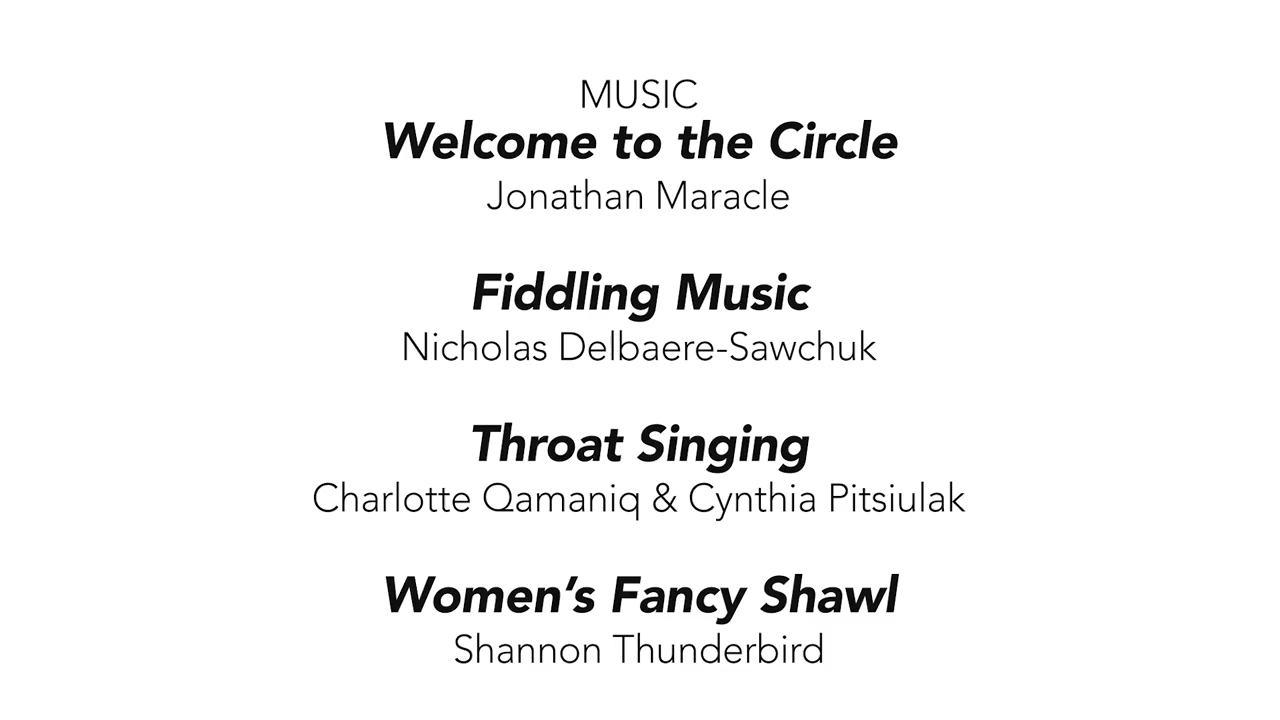 MUSIC
Welcome to the Circle
Jonathan Maracle
Fiddling Music
Nicholas Delbaere-Sawchuk
Throat Singing
Charlotte Qamaniq & Cynthia Pitsiulak
Women’s Fancy Shawl
Shannon Thunderbird